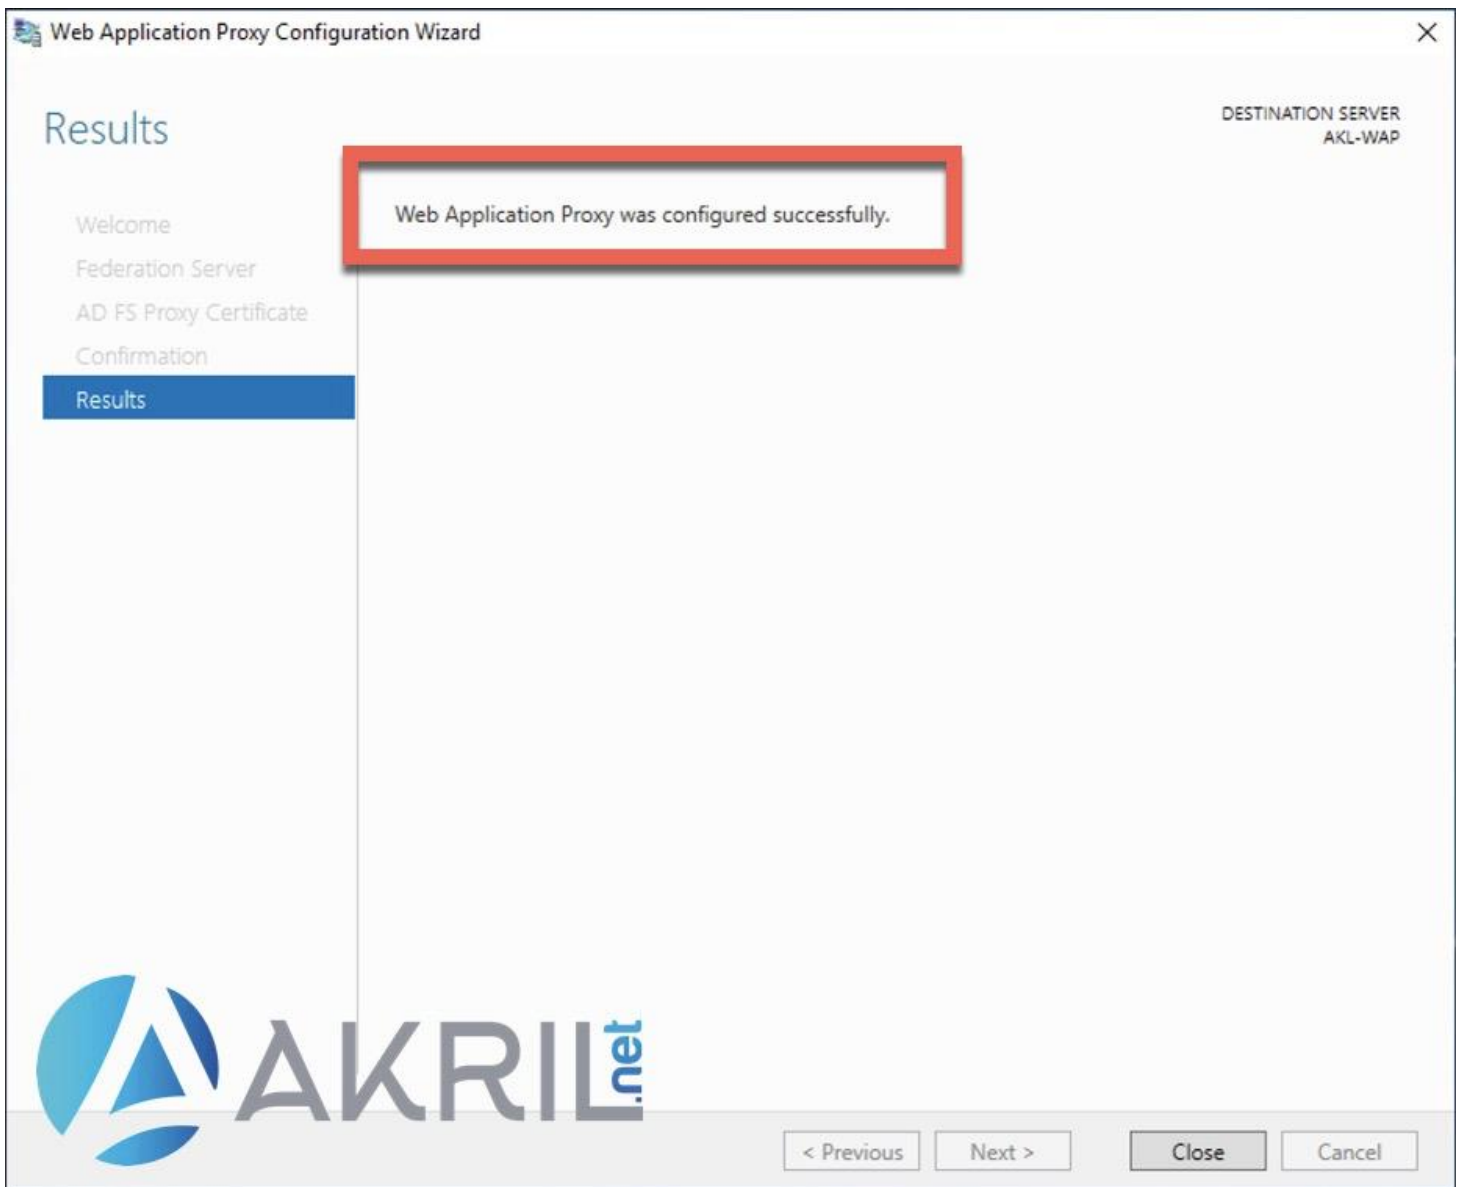 Web Application Proxy Configuration Wizard
Results
DESTINATION SERVER
AKL-WAP
Web Application Proxy was configured successfully.
Welcome
Federation Server
AD FS Proxy Certificate
Confirmation
Results
AKRIL.net
< Previous
Next >
Close
Cancel